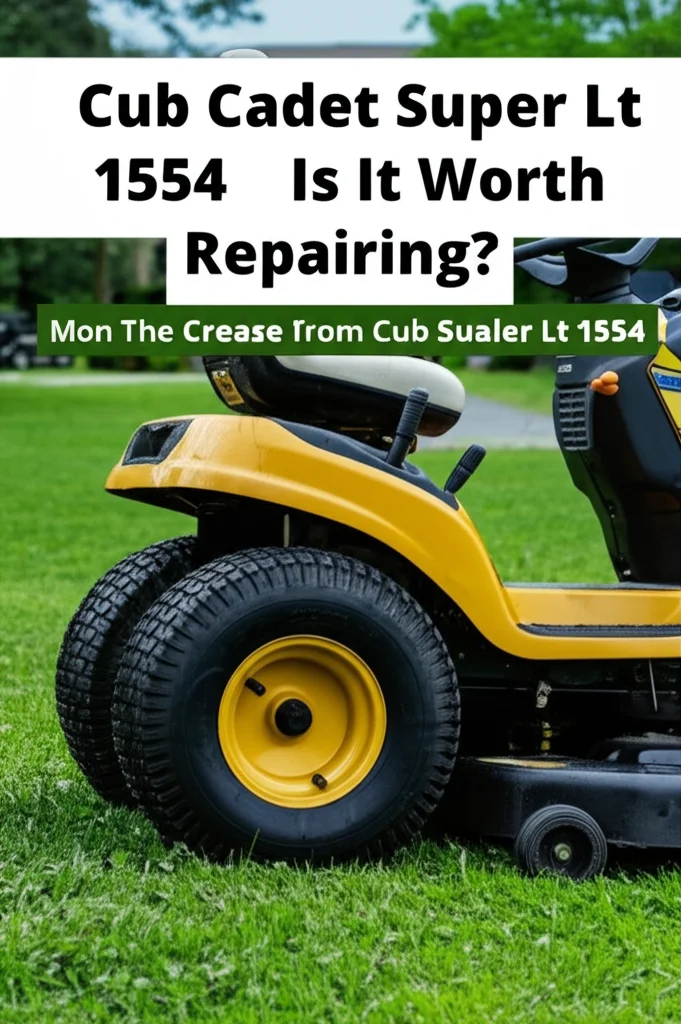 Cub Cadet Super Lt
1554 Is It Worth
Repairing?
Mon The Crease from Cub Sualer Lt 1554